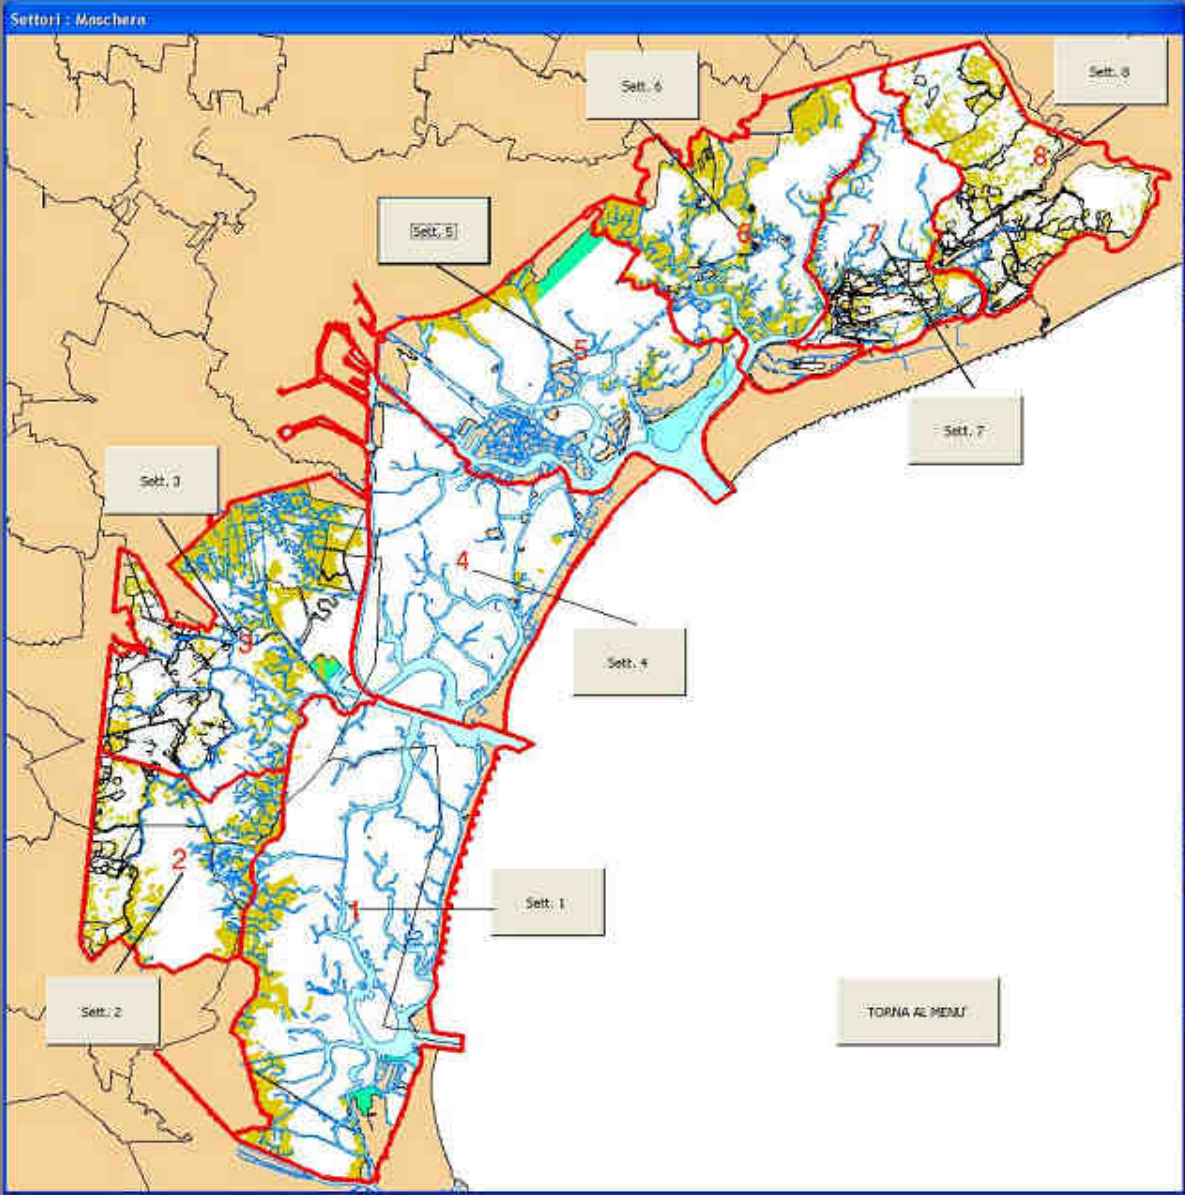 Settori : Maschera
Sett. 6
Sett. 8
8
Sett. 5
6
7
5
Sett. 7
Sett. 3
4
3
Sett. 4
2
1
Sett. 1
Sett. 2
TORNA AL MENU'